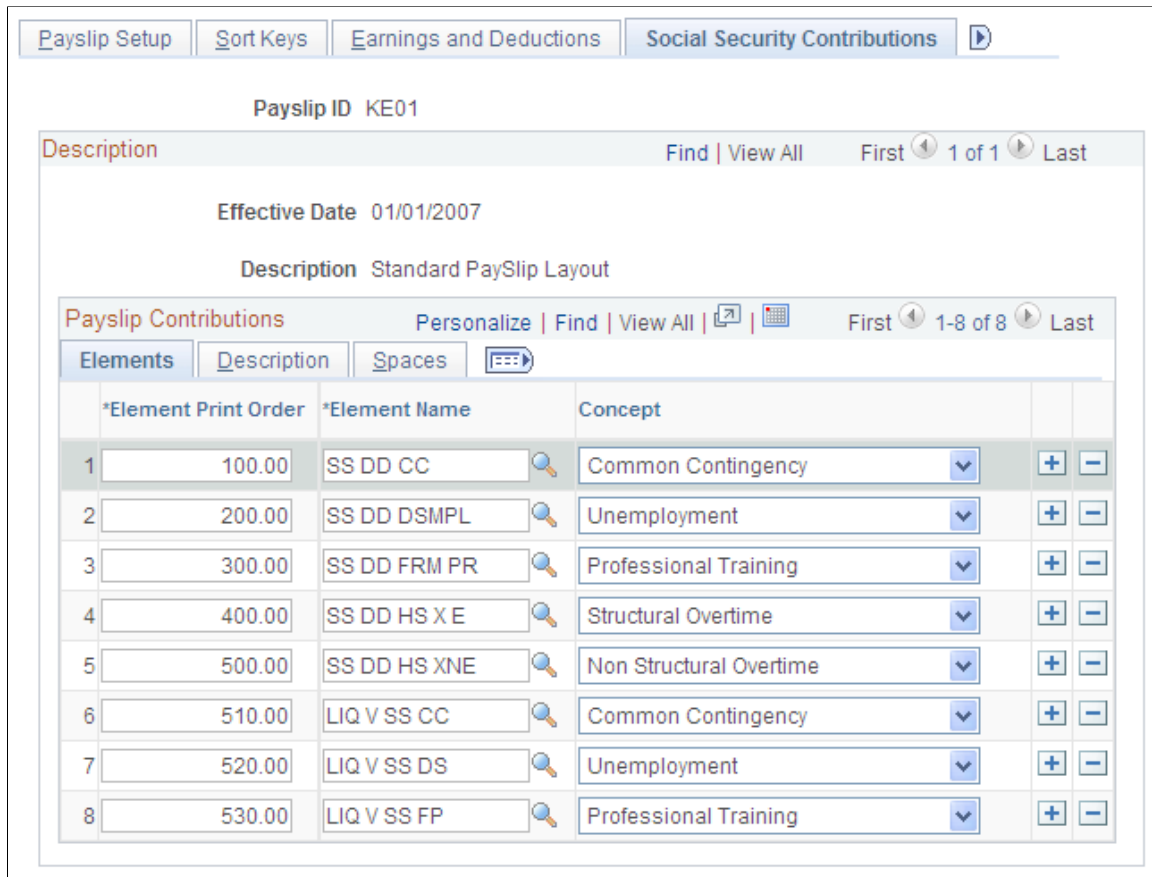 Payslip Setup Sort Keys Earnings and Deductions Social Security Contributions
Payslip ID KE01
Description Find | View All First 1 of 1 Last
Effective Date 01/01/2007
Description Standard PaySlip Layout
Payslip Contributions Personalize | Find | View All | | First 1-8 of 8 Last
Elements Description Spaces
*Element Print Order *Element Name Concept
1 100.00 SS DD CC Common Contingency + -
2 200.00 SS DD DSMPL Unemployment + -
3 300.00 SS DD FRM PR Professional Training + -
4 400.00 SS DD HS X E Structural Overtime + -
5 500.00 SS DD HS XNE Non Structural Overtime + -
6 510.00 LIQ V SS CC Common Contingency + -
7 520.00 LIQ V SS DS Unemployment + -
8 530.00 LIQ V SS FP Professional Training + -